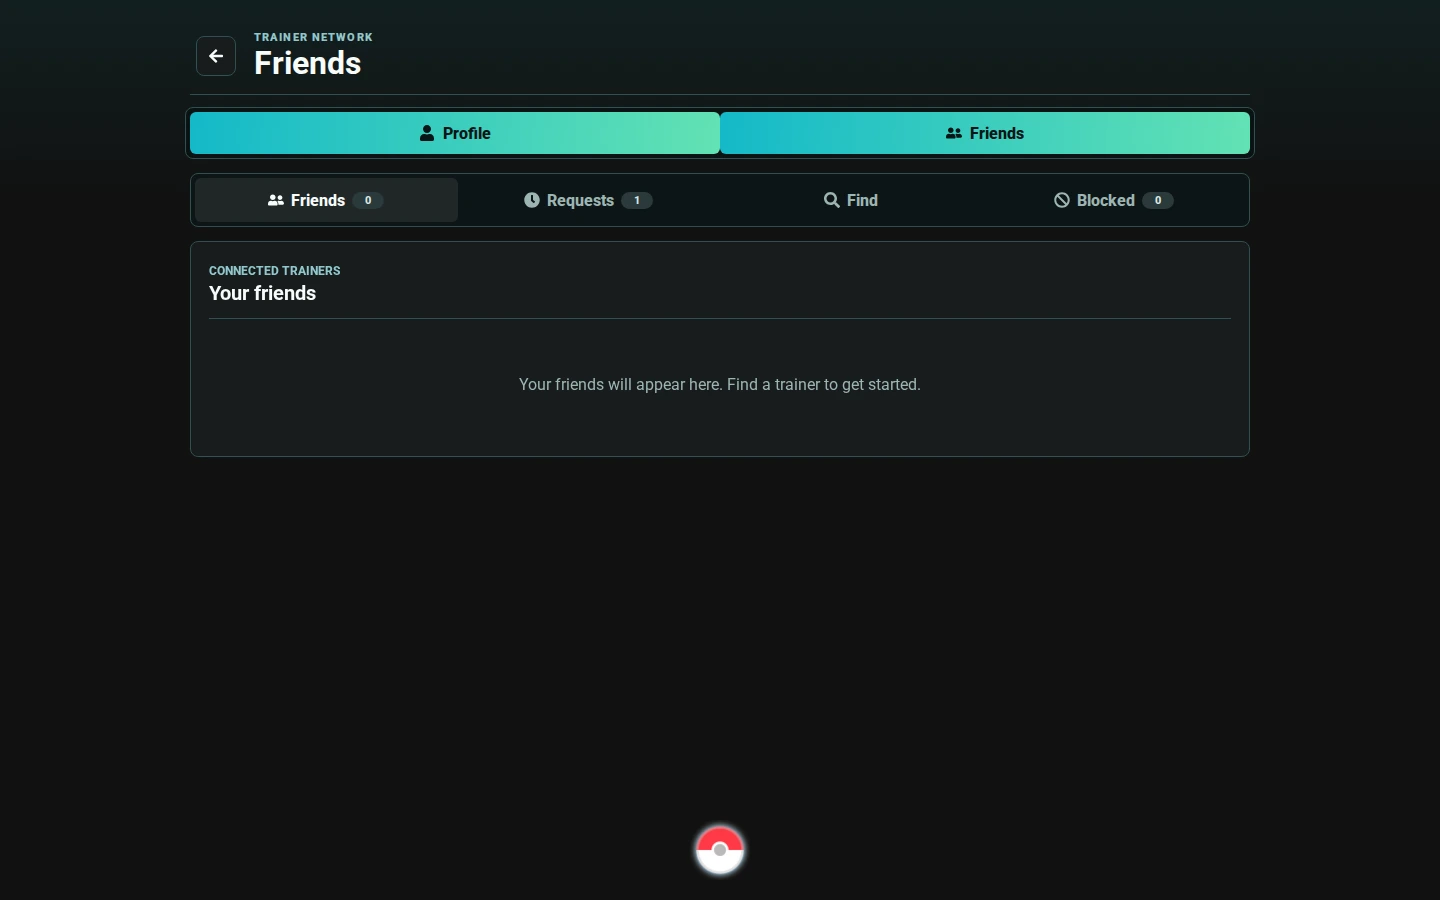 TRAINER NETWORK
Friends
Profile
Friends
Friends 0
Requests 1
Find
Blocked 0
CONNECTED TRAINERS
Your friends
Your friends will appear here. Find a trainer to get started.